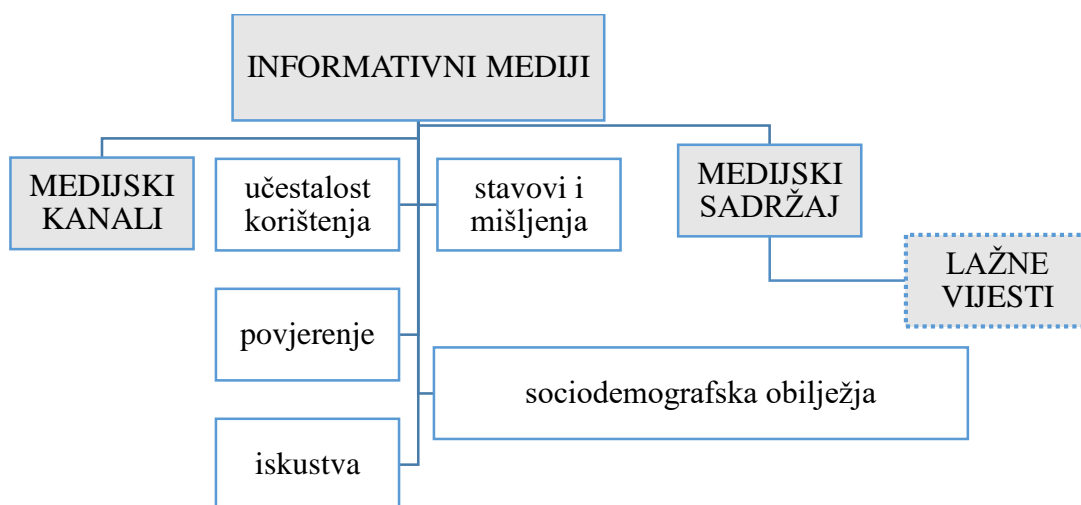 INFORMATIVNI MEDIJI
MEDIJSKI
KANALI
učestalost
korištenja
stavovi i
mišljenja
MEDIJSKI
SADRŽAJ
LAŽNE
VIJESTI
povjerenje
sociodemografska obilježja
iskustva